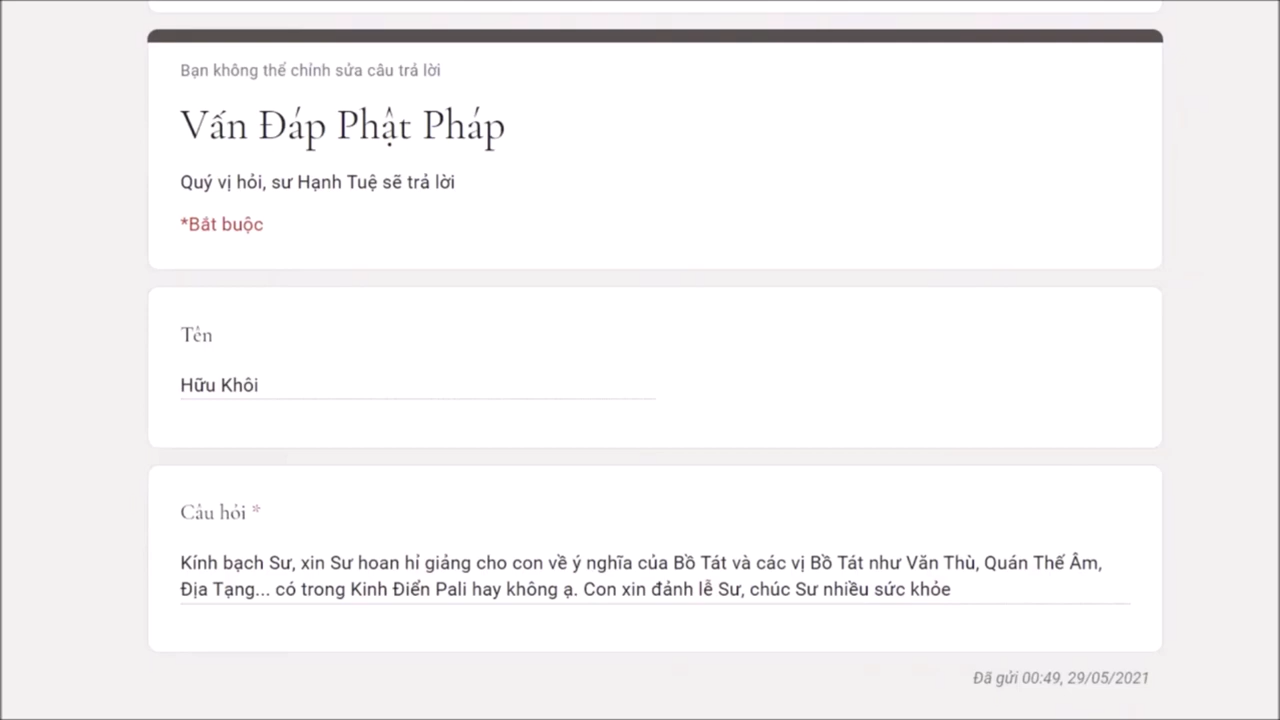 Bạn không thể chỉnh sửa câu trả lời
Vấn Đáp Phật Pháp
Quý vị hỏi, sư Hạnh Tuệ sẽ trả lời
*Bắt buộc
Tên
Hữu Khôi
Câu hỏi *
Kính bạch Sư, xin Sư hoan hỉ giảng cho con về ý nghĩa của Bồ Tát và các vị Bồ Tát như Văn Thù, Quán Thế Âm,
Địa Tạng... có trong Kinh Điển Pali hay không ạ. Con xin đảnh lễ Sư, chúc Sư nhiều sức khỏe
Đã gửi 00:49, 29/05/2021